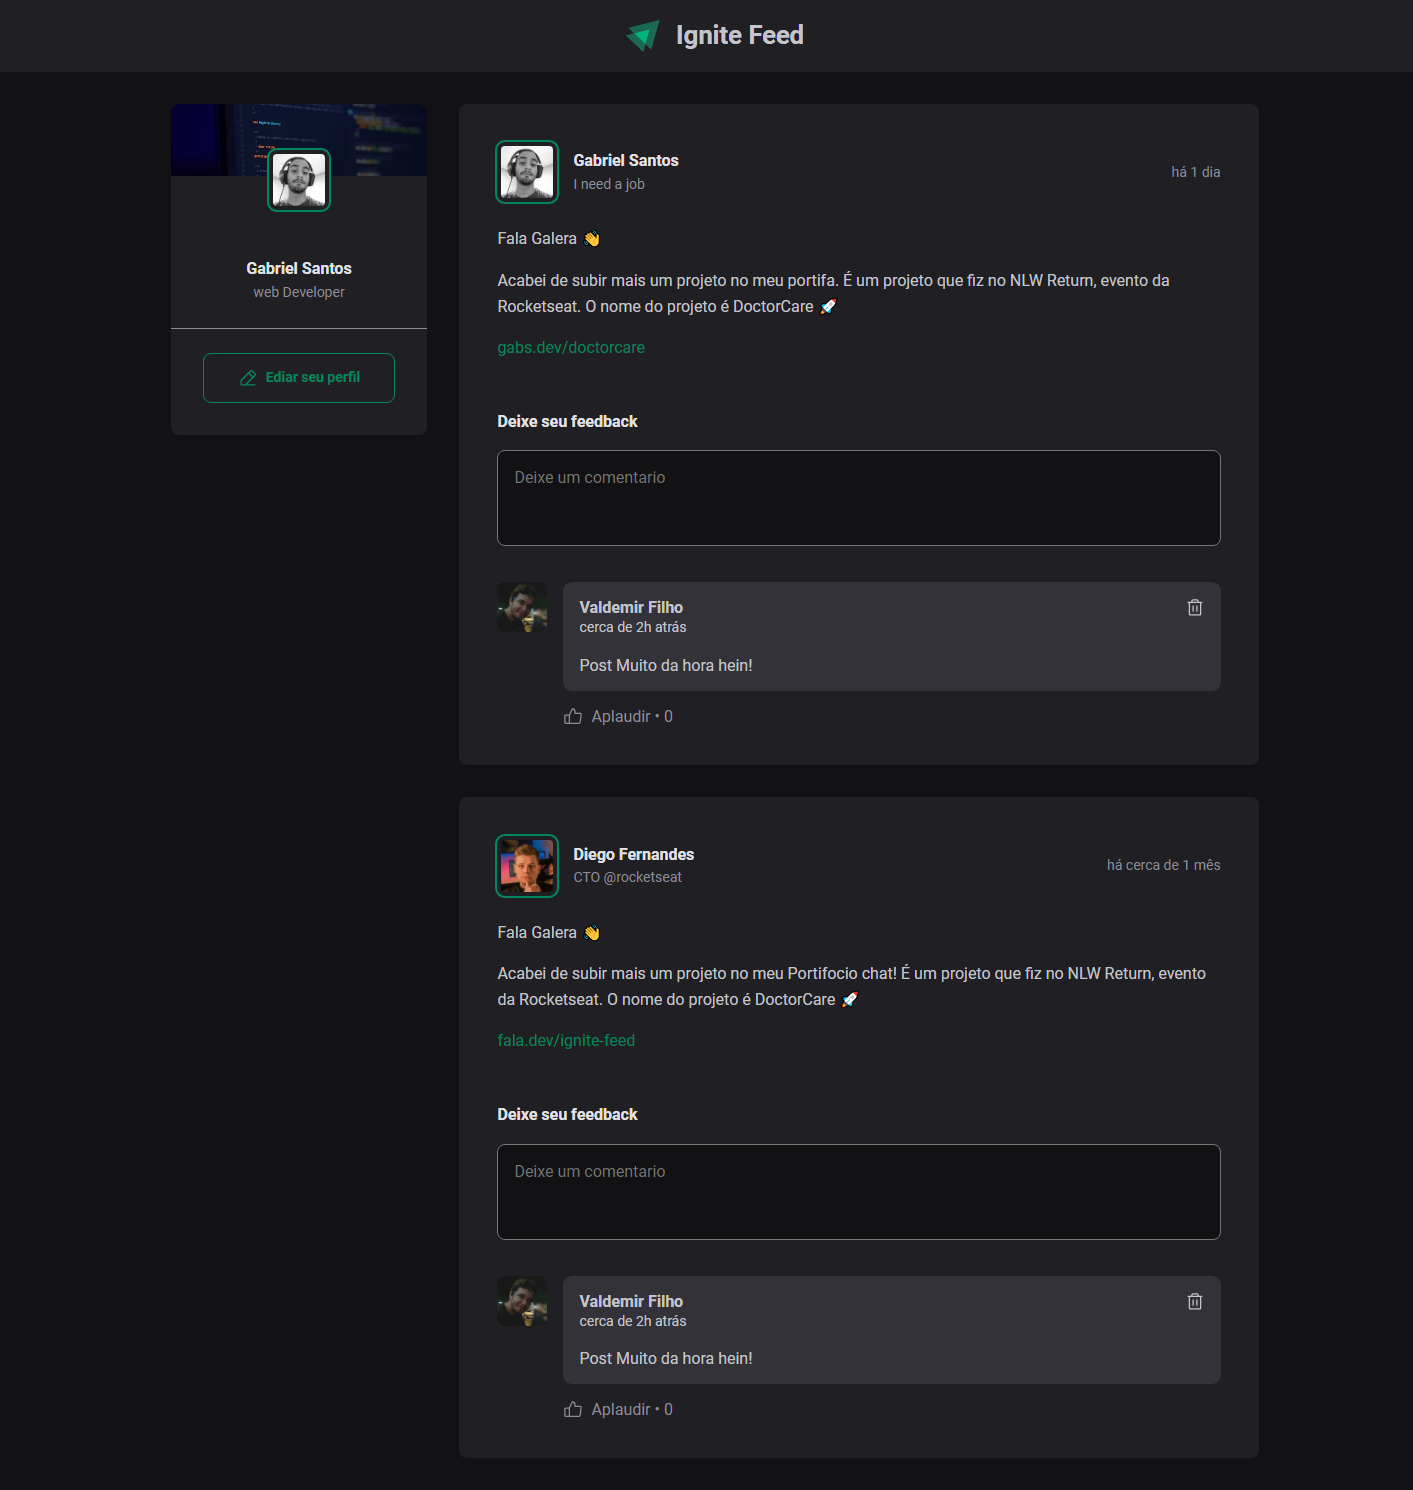 Ignite Feed
Gabriel Santos
web Developer
Ediar seu perfil
Gabriel Santos
I need a job
há 1 dia
Fala Galera 👋
Acabei de subir mais um projeto no meu portifa. É um projeto que fiz no NLW Return, evento da
Rocketseat. O nome do projeto é DoctorCare 🚀
gabs.dev/doctorcare
Deixe seu feedback
Deixe um comentario
Valdemir Filho
cerca de 2h atrás
Post Muito da hora hein!
Aplaudir • 0
Diego Fernandes
CTO @rocketseat
há cerca de 1 mês
Fala Galera 👋
Acabei de subir mais um projeto no meu Portifocio chat! É um projeto que fiz no NLW Return, evento
da Rocketseat. O nome do projeto é DoctorCare 🚀
fala.dev/ignite-feed
Deixe seu feedback
Deixe um comentario
Valdemir Filho
cerca de 2h atrás
Post Muito da hora hein!
Aplaudir • 0